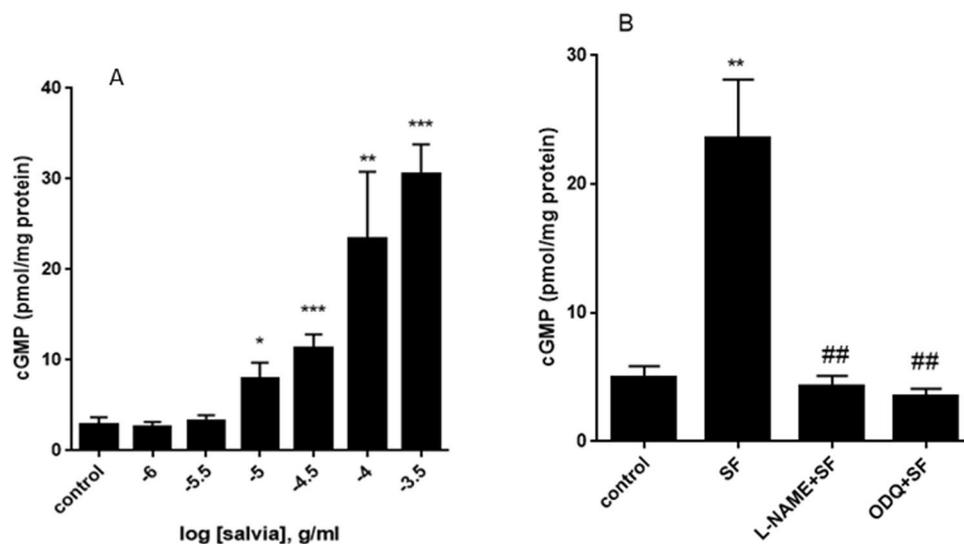 A
cGMP (pmol/mg protein)
40
30
20
10
0
*
***
**
***
control
-6
-5.5
-5
-4.5
-4
-3.5
log [salvia], g/ml
B
cGMP (pmol/mg protein)
30
20
10
0
**
##
##
control
SF
L-NAME+SF
ODQ+SF